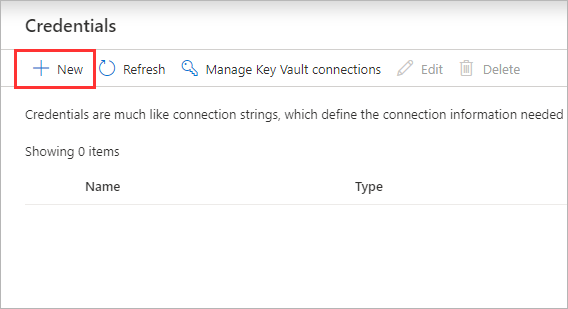 Credentials
New Refresh Manage Key Vault connections Edit Delete
Credentials are much like connection strings, which define the connection information needed
Showing 0 items
Name Type